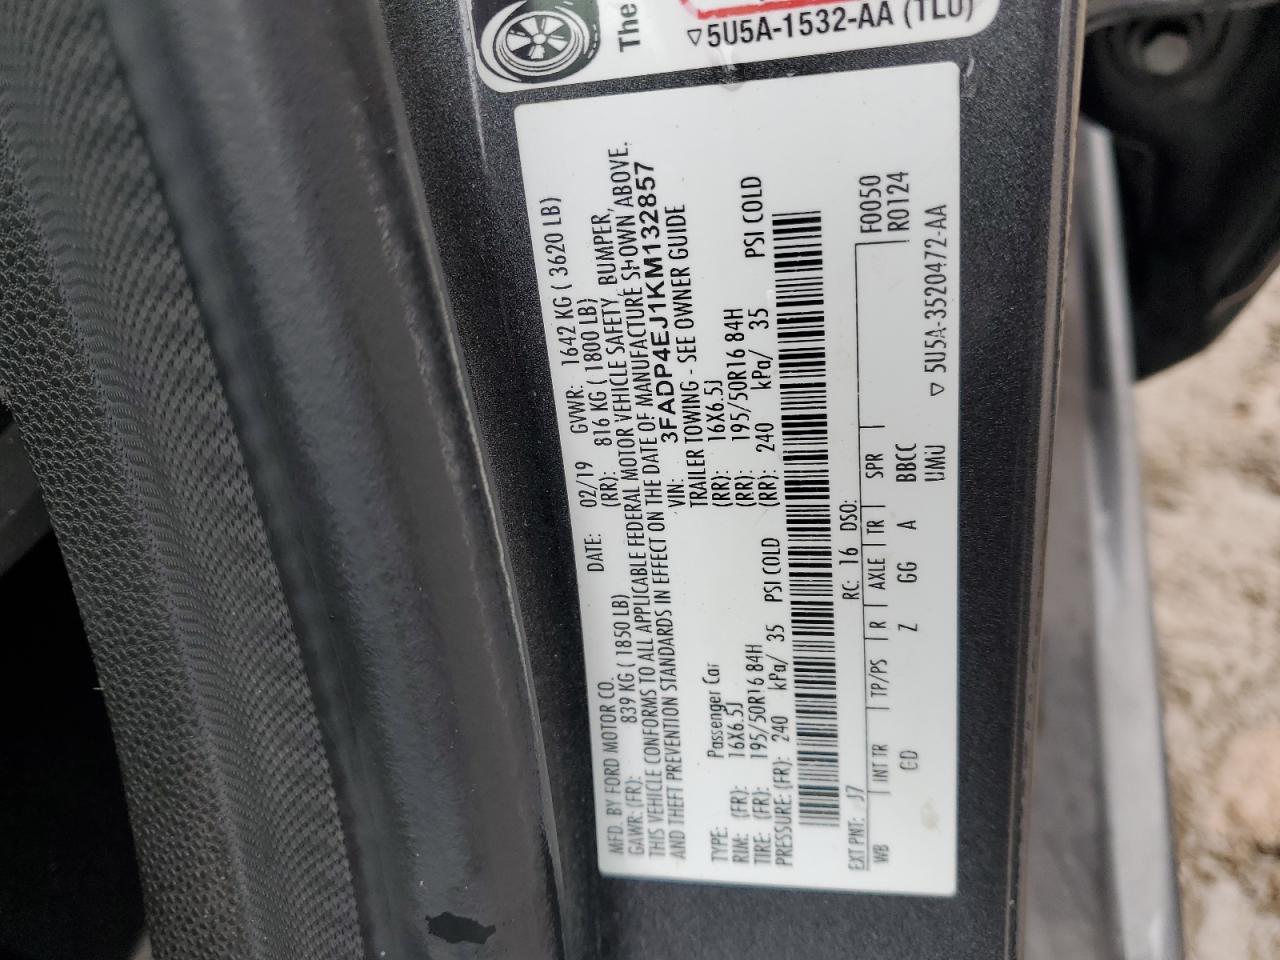 The
▽5U5A-1532-AA (TLU)
MFD. BY FORD MOTOR CO. DATE: 02/19 GVWR: 1642 KG ( 3620 LB)
GAWR: (FR): 839 KG ( 1850 LB) (RR): 816 KG ( 1800 LB)
THIS VEHICLE CONFORMS TO ALL APPLICABLE FEDERAL MOTOR VEHICLE SAFETY, BUMPER,
AND THEFT PREVENTION STANDARDS IN EFFECT ON THE DATE OF MANUFACTURE SHOWN ABOVE.
VIN: 3FADP4EJ1KM132857
TYPE: Passenger Car TRAILER TOWING - SEE OWNER GUIDE
RIM: (FR): 16X6.5J (RR): 16X6.5J
TIRE: (FR): 195/50R16 84H (RR): 195/50R16 84H
PRESSURE: (FR): 240 kPa/ 35 PSI COLD (RR): 240 kPa/ 35 PSI COLD
EXT PNT: J7 RC: 16 DSO: F0050
WB INT TR TP/PS R AXLE TR SPR R0124
GD Z GG A BBCC
UMU ▽ 5U5A-3520472-AA